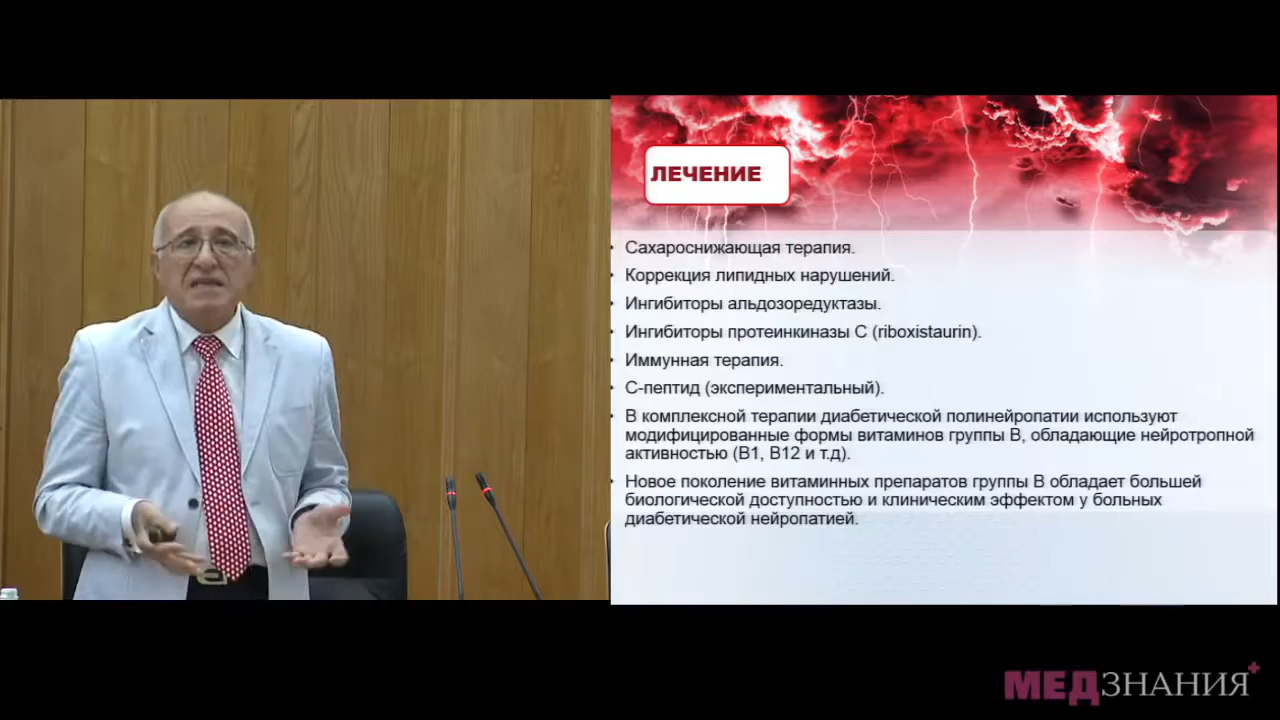 ЛЕЧЕНИЕ
Сахароснижающая терапия.
Коррекция липидных нарушений.
Ингибиторы альдозоредуктазы.
Ингибиторы протеинкиназы С (riboxistaurin).
Иммунная терапия.
С-пептид (экспериментальный).
В комплексной терапии диабетической полинейропатии используют
модифицированные формы витаминов группы В, обладающие нейротропной
активностью (В1, В12 и т.д).
Новое поколение витаминных препаратов группы В обладает большей
биологической доступностью и клиническим эффектом у больных
диабетической нейропатией.
МЕДЗНАНИЯ+